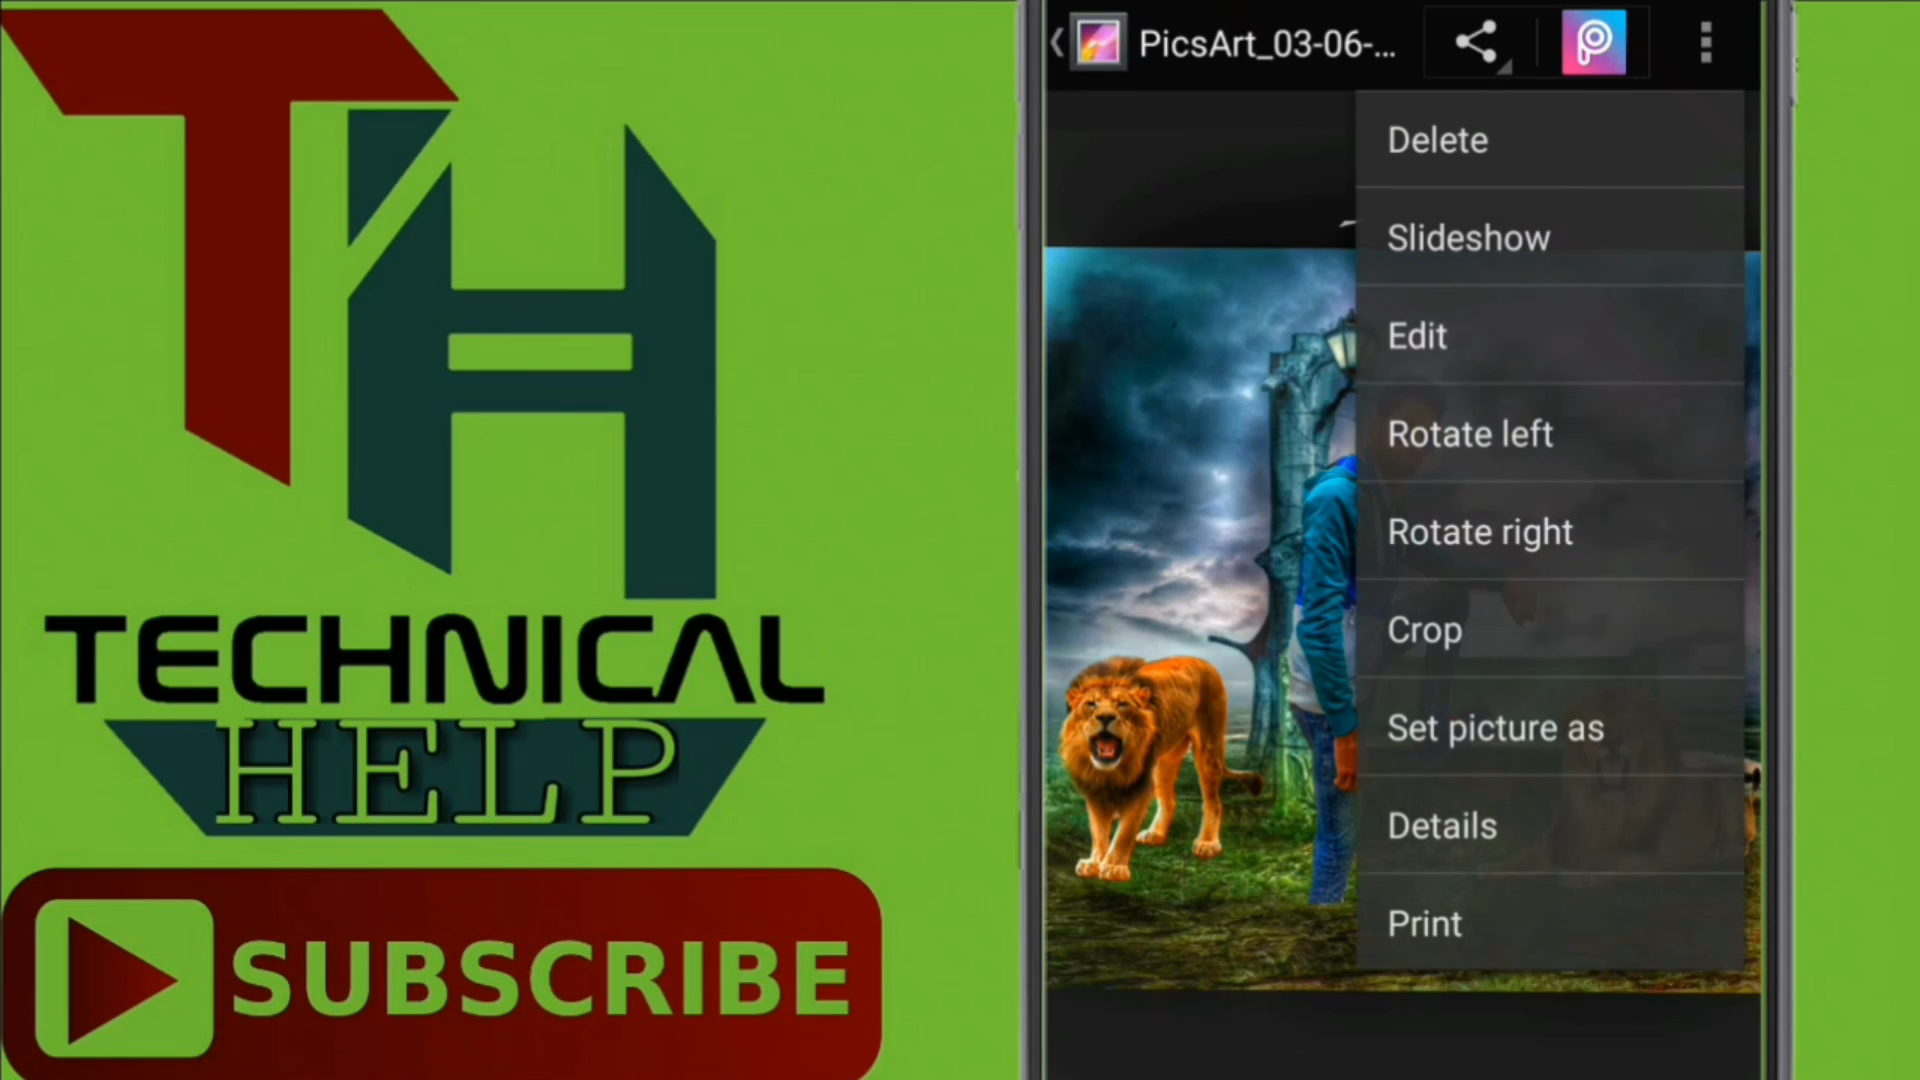 TH
TECHNICAL
HELP
SUBSCRIBE
PicsArt_03-06-...
Delete
Slideshow
Edit
Rotate left
Rotate right
Crop
Set picture as
Details
Print